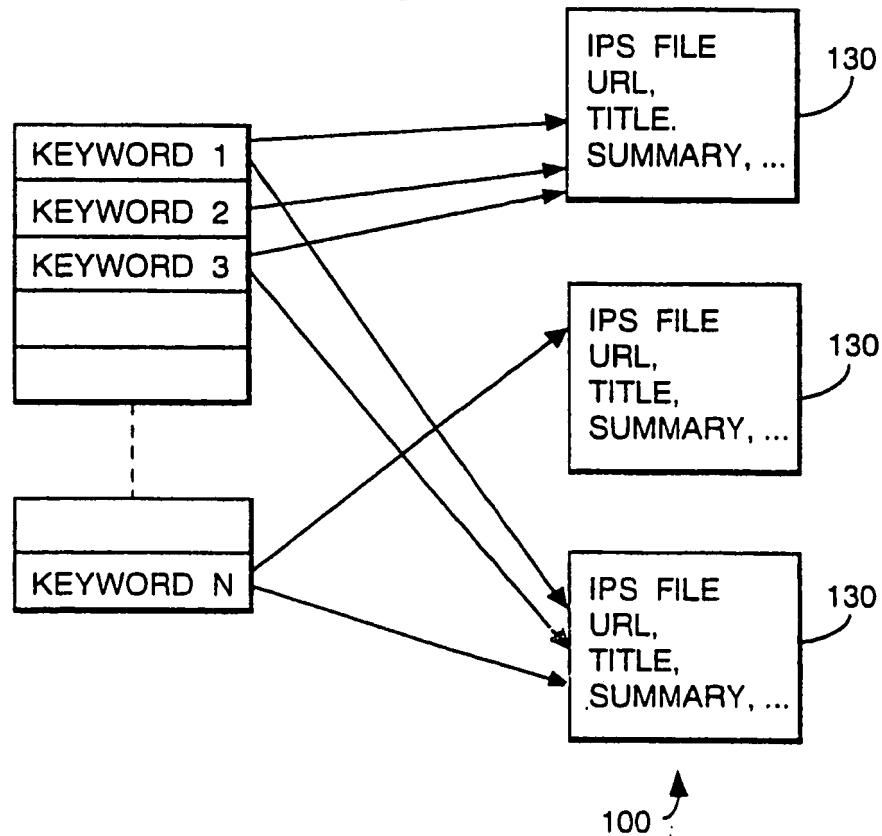 KEYWORD 1
KEYWORD 2
KEYWORD 3
KEYWORD N
IPS FILE
URL,
TITLE.
SUMMARY, ...
130
IPS FILE
URL,
TITLE,
SUMMARY, ...
130
IPS FILE
URL,
TITLE,
SUMMARY, ...
130
100